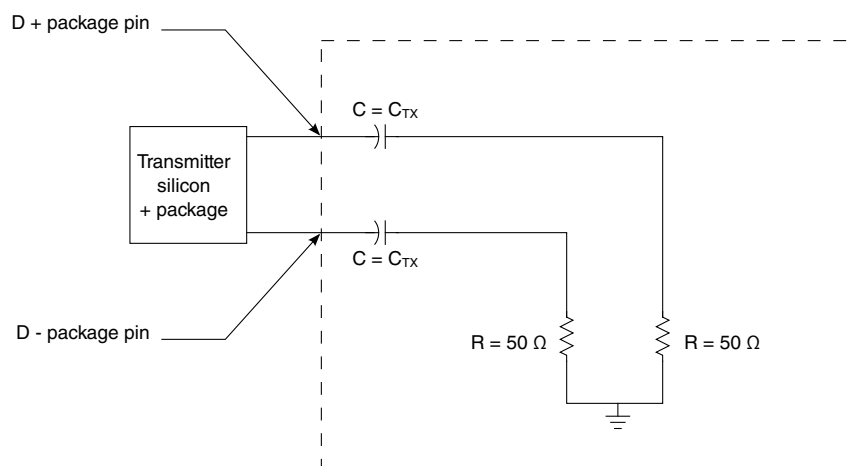 D + package pin
C = CTX
Transmitter
silicon
+ package
C = CTX
D - package pin
R = 50 Ω
R = 50 Ω